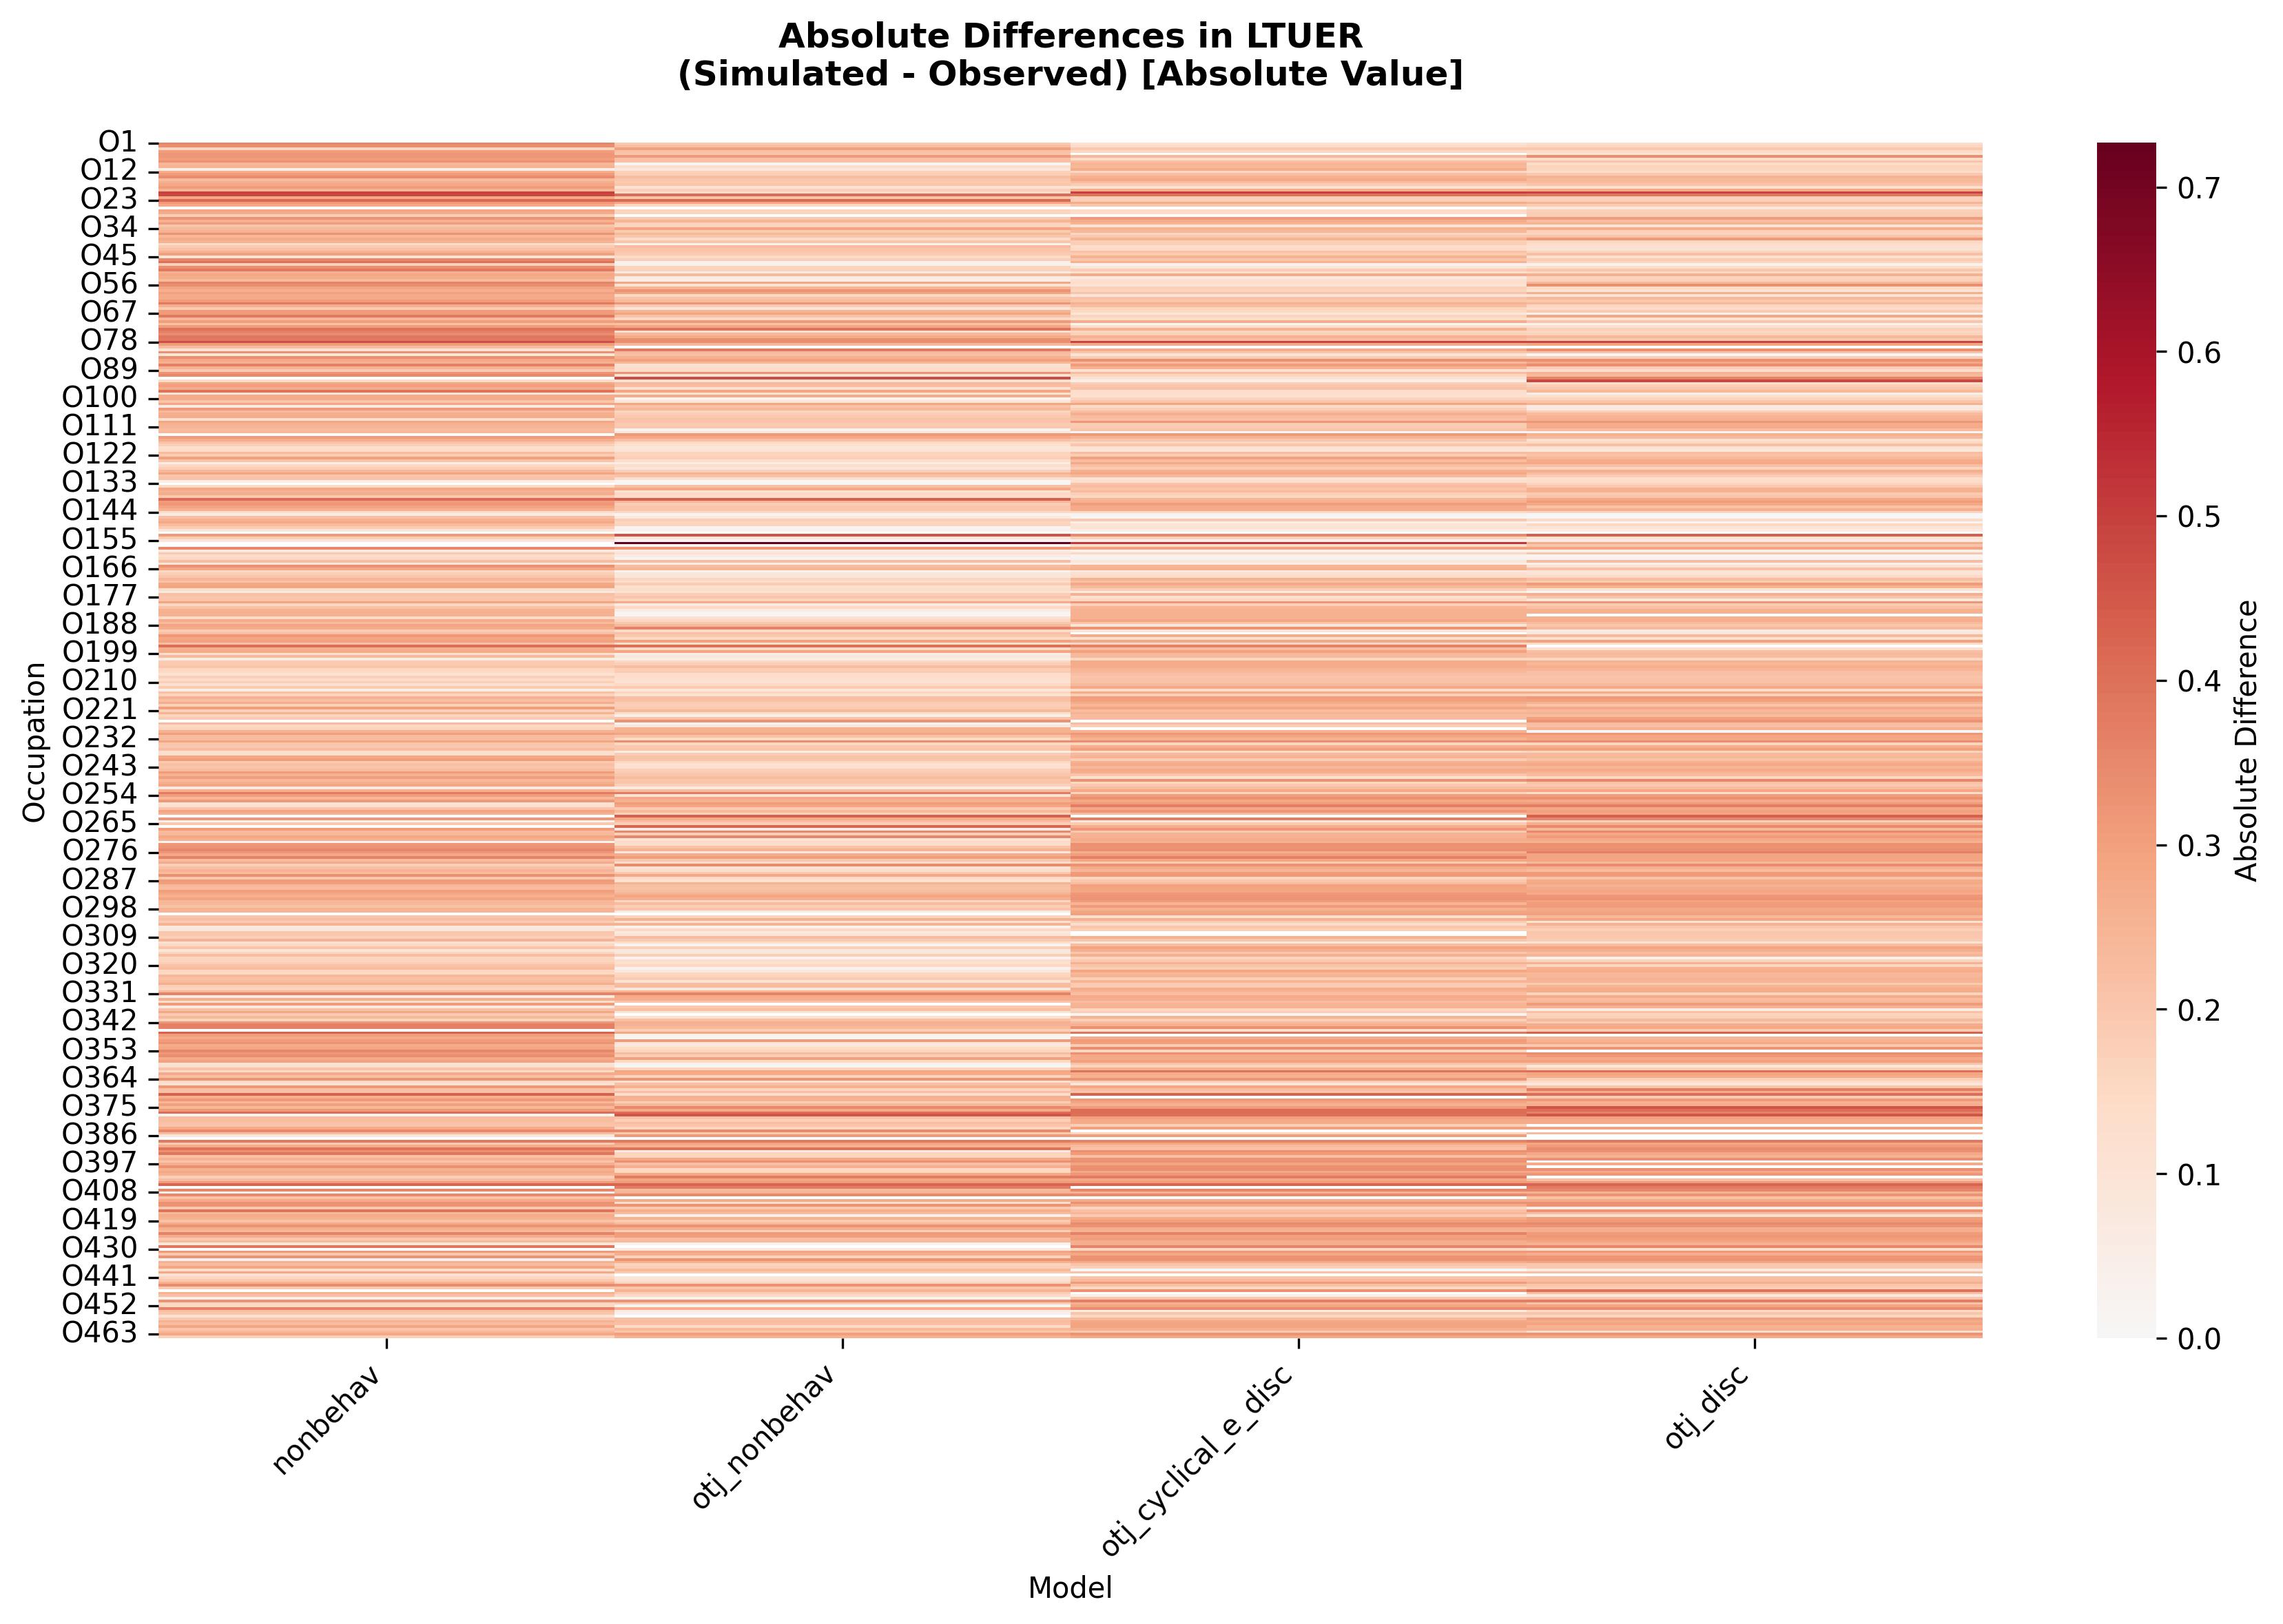 Absolute Differences in LTUER
(Simulated - Observed) [Absolute Value]
Occupation
O1
O12
O23
O34
O45
O56
O67
O78
O89
O100
O111
O122
O133
O144
O155
O166
O177
O188
O199
O210
O221
O232
O243
O254
O265
O276
O287
O298
O309
O320
O331
O342
O353
O364
O375
O386
O397
O408
O419
O430
O441
O452
O463
nonbehav
otj_nonbehav
otj_cyclical_e_disc
otj_disc
Model
0.7
0.6
0.5
0.4
0.3
0.2
0.1
0.0
Absolute Difference